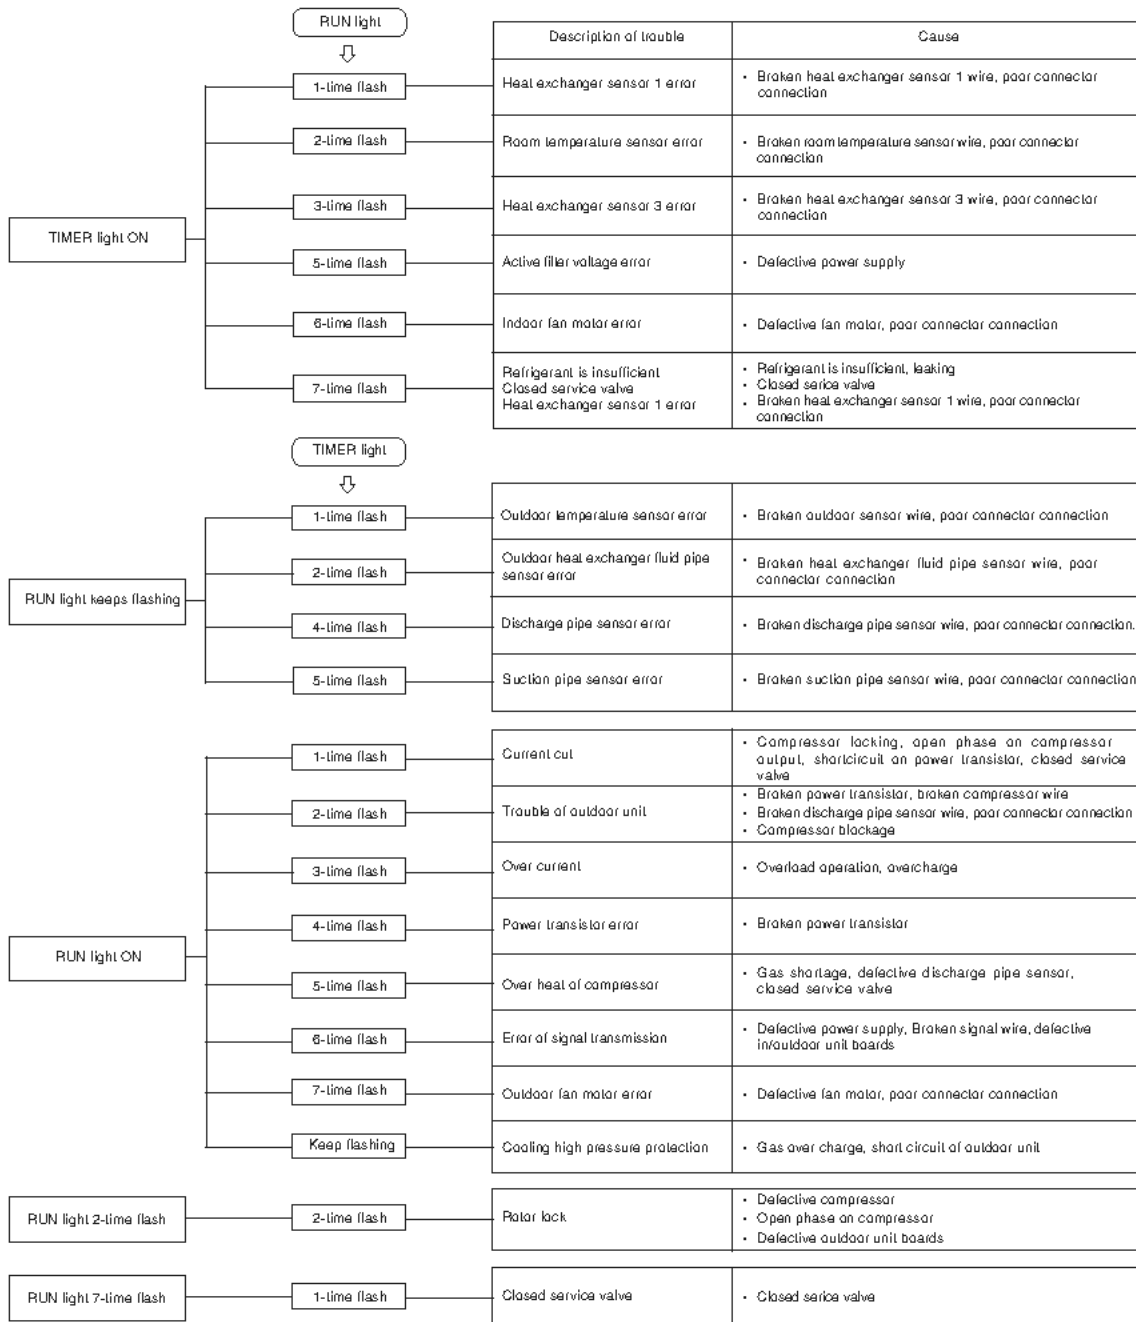 RUN light
Description of trouble
Cause
TIMER light ON
1-time flash
Heat exchanger sensor 1 error
• Broken heat exchanger sensor 1 wire, poor connector
connection
2-time flash
Room temperature sensor error
• Broken room temperature sensor wire, poor connector
connection
3-time flash
Heat exchanger sensor 3 error
• Broken heat exchanger sensor 3 wire, poor connector
connection
5-time flash
Active filter voltage error
• Defective power supply
6-time flash
Indoor fan motor error
• Defective fan motor, poor connector connection
7-time flash
Refrigerant is insufficient
Closed service valve
Heat exchanger sensor 1 error
• Refrigerant is insufficient, leaking
• Closed serice valve
• Broken heat exchanger sensor 1 wire, poor connector
connection
TIMER light
RUN light keeps flashing
1-time flash
Outdoor temperature sensor error
• Broken outdoor sensor wire, poor connector connection
2-time flash
Outdoor heat exchanger fluid pipe
sensor error
• Broken heat exchanger fluid pipe sensor wire, poor
connector connection
4-time flash
Discharge pipe sensor error
• Broken discharge pipe sensor wire, poor connector connection.
5-time flash
Suction pipe sensor error
• Broken suction pipe sensor wire, poor connector connection
RUN light ON
1-time flash
Current cut
• Compressor locking, open phase on compressor
output, shortcircuit on power transistor, closed service
valve
2-time flash
Trouble of outdoor unit
• Broken power transistor, broken compressor wire
• Broken discharge pipe sensor wire, poor connector connection
• Compressor blockage
3-time flash
Over current
• Overload operation, overcharge
4-time flash
Power transistor error
• Broken power transistor
5-time flash
Over heat of compressor
• Gas shortage, defective discharge pipe sensor,
closed service valve
6-time flash
Error of signal transmission
• Defective power supply, Broken signal wire, defective
in/outdoor unit boards
7-time flash
Outdoor fan motor error
• Defective fan motor, poor connector connection
Keep flashing
Cooling high pressure protection
• Gas over charge, short circuit of outdoor unit
RUN light 2-time flash
2-time flash
Rotor lock
• Defective compressor
• Open phase on compressor
• Defective outdoor unit boards
RUN light 7-time flash
1-time flash
Closed service valve
• Closed serice valve